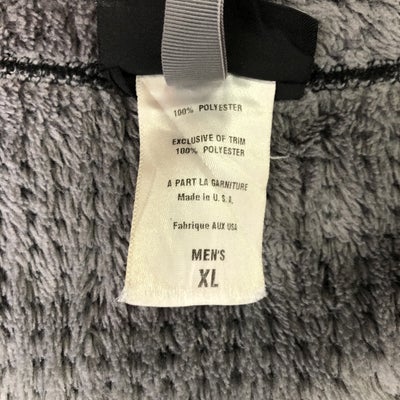 100% POLYESTER
EXCLUSIVE OF TRIM
100% POLYESTER
A PART LA GARNITURE
Made in U.S.A.
Fabrique AUX USA
MEN'S
XL